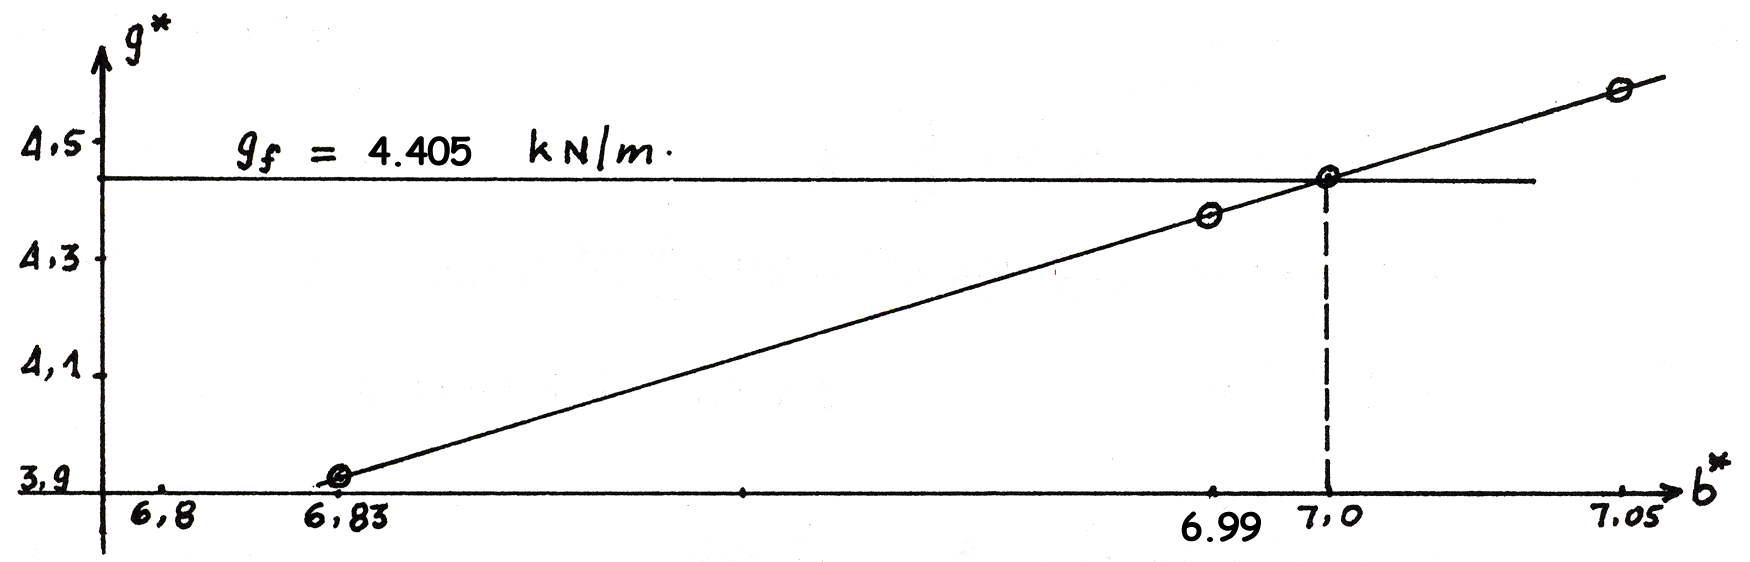 g*
4,5
g_f = 4.405 kN/m.
4,3
4,1
3,9
b*
6,8 6,83 6.99 7,0 7.05